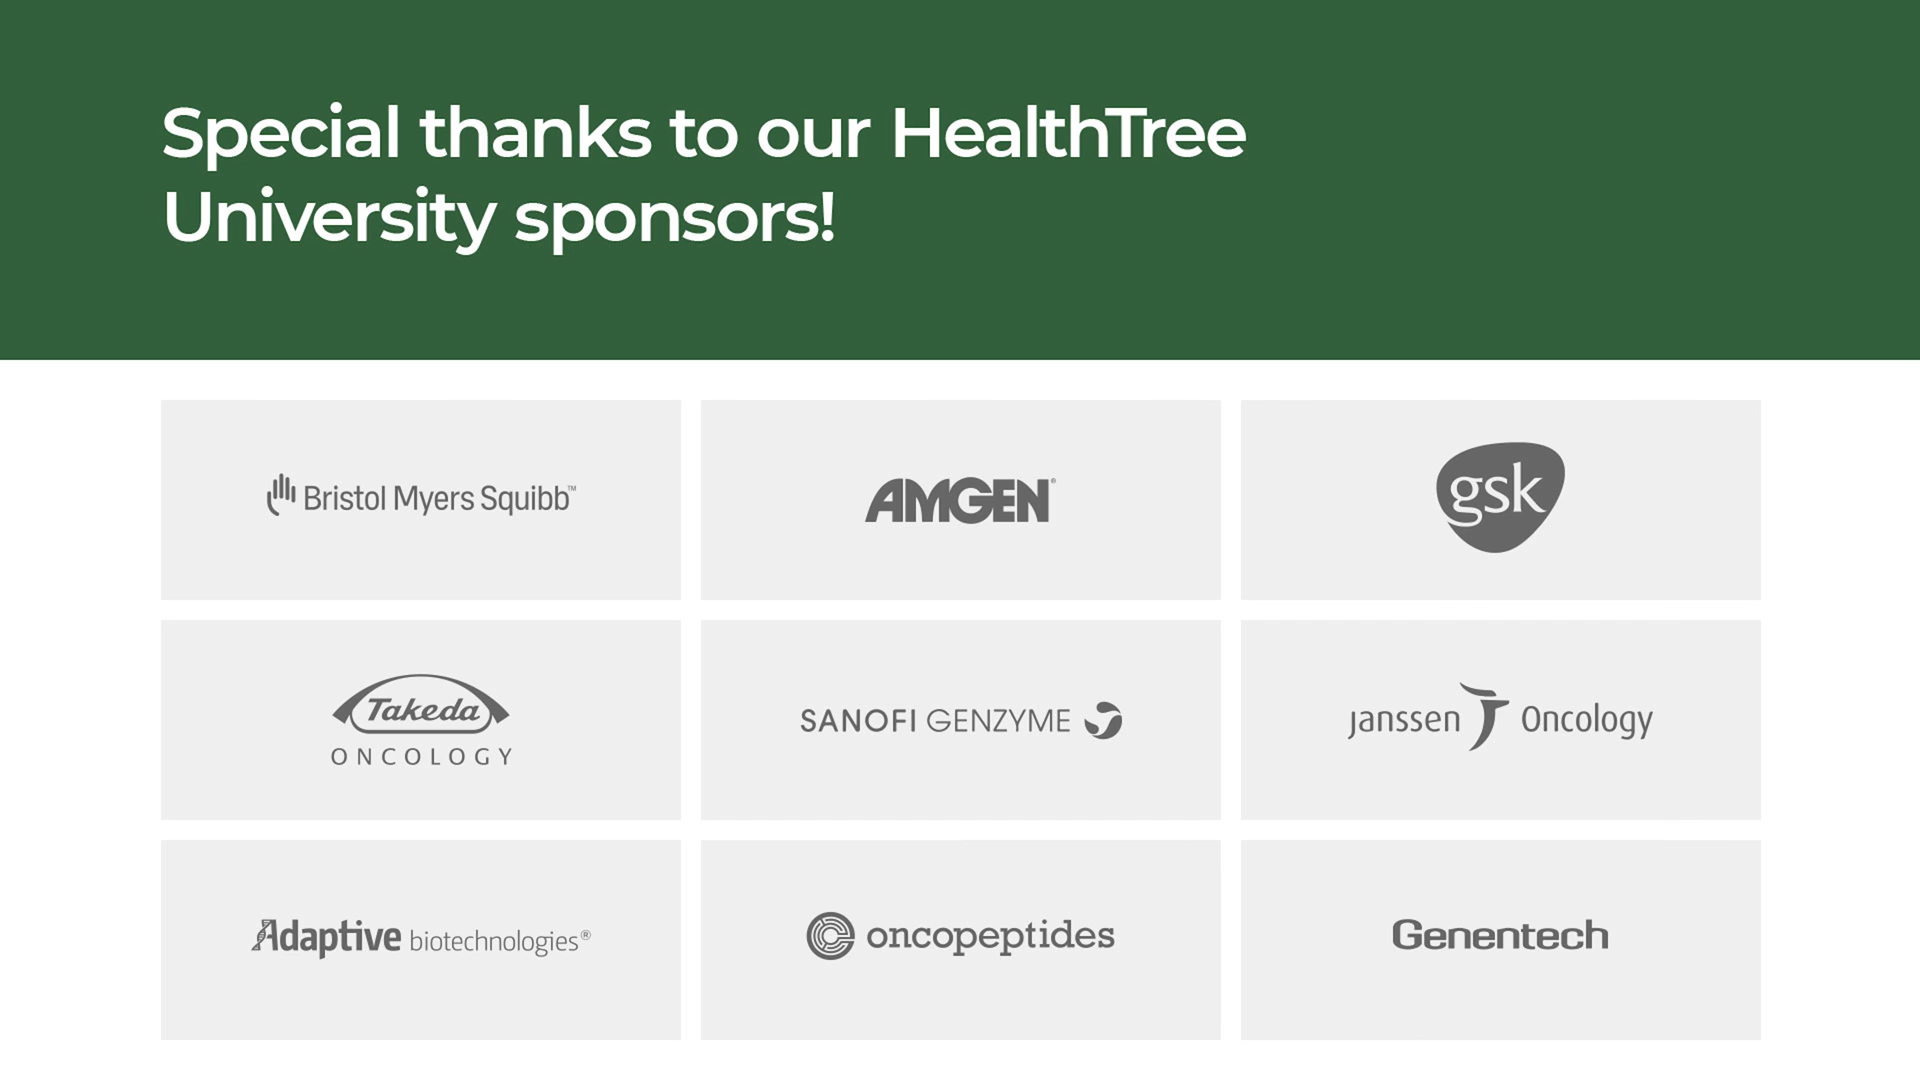 Special thanks to our HealthTree
University sponsors!
Bristol Myers Squibb™
AMGEN®
gsk
Takeda
ONCOLOGY
SANOFI GENZYME
janssen Oncology
Adaptive biotechnologies®
oncopeptides
Genentech